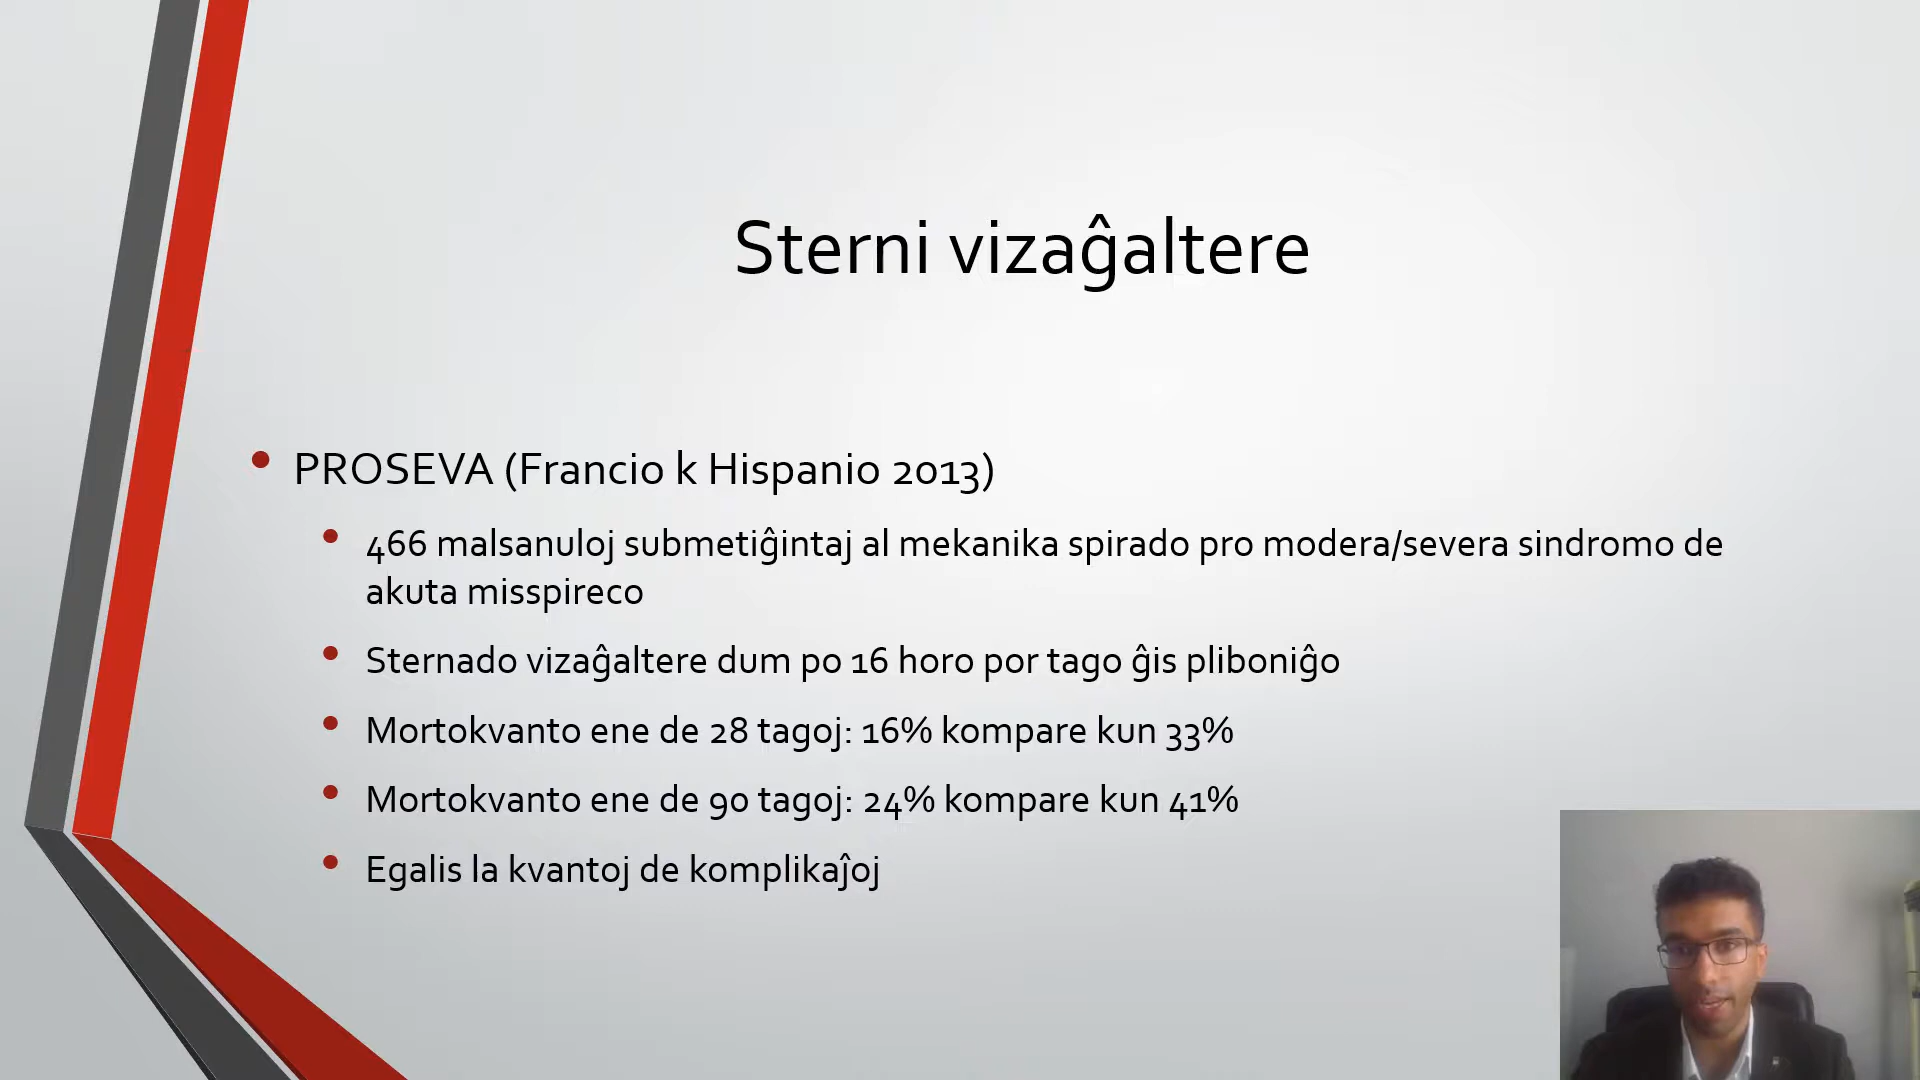 Sterni vizaĝaltere
PROSEVA (Francio k Hispanio 2013)
466 malsanuloj submetiĝintaj al mekanika spirado pro modera/severa sindromo de
akuta misspireco
Sternado vizaĝaltere dum po 16 horo por tago ĝis pliboniĝo
Mortokvanto ene de 28 tagoj: 16% kompare kun 33%
Mortokvanto ene de 90 tagoj: 24% kompare kun 41%
Egalis la kvantoj de komplikaĵoj